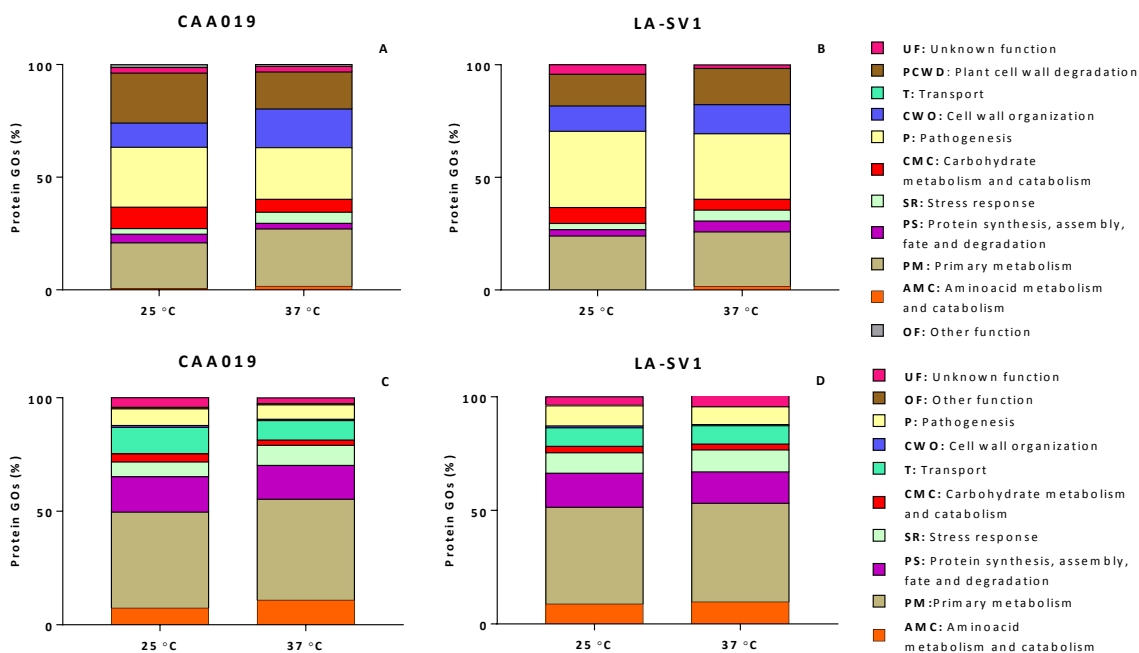 CAA019
A
100
50
0
Protein GOs (%)
25 °C
37 °C
LA-SV1
B
100
50
0
Protein GOs (%)
25 °C
37 °C
UF: Unknown function
PCWD: Plant cell wall degradation
T: Transport
CWO: Cell wall organization
P: Pathogenesis
CMC: Carbohydrate
metabolism and catabolism
SR: Stress response
PS: Protein synthesis, assembly,
fate and degradation
PM: Primary metabolism
AMC: Aminoacid metabolism
and catabolism
OF: Other function
CAA019
C
100
50
0
Protein GOs (%)
25 °C
37 °C
LA-SV1
D
100
50
0
Protein GOs (%)
25 °C
37 °C
UF: Unknown function
OF: Other function
P: Pathogenesis
CWO: Cell wall organization
T: Transport
CMC: Carbohydrate metabolism
and catabolism
SR: Stress response
PS: Protein synthesis, assembly,
fate and degradation
PM:Primary metabolism
AMC: Aminoacid
metabolism and catabolism